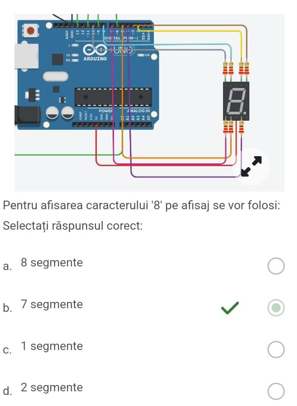 UNO
ARDUINO
Pentru afisarea caracterului '8' pe afisaj se vor folosi:
Selectați răspunsul corect:
a. 8 segmente
b. 7 segmente
c. 1 segmente
d. 2 segmente